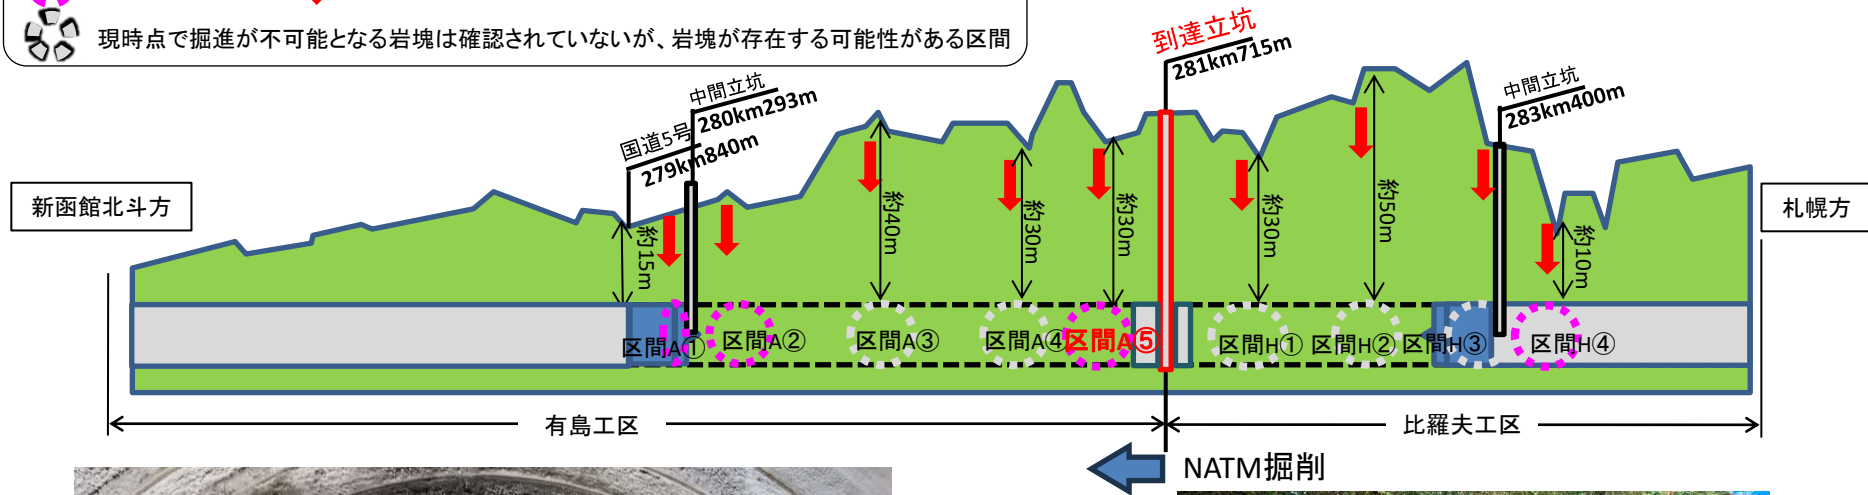 現時点で掘進が不可能となる岩塊は確認されていないが、岩塊が存在する可能性がある区間
到達立坑
281km715m
中間立坑
280km293m
国道5号
279km840m
中間立坑
283km400m
新函館北斗方
札幌方
約15m
約40m
約30m
約30m
約30m
約50m
約10m
区間A①
区間A②
区間A③
区間A④
区間A⑤
区間H①
区間H②
区間H③
区間H④
有島工区
比羅夫工区
NATM掘削